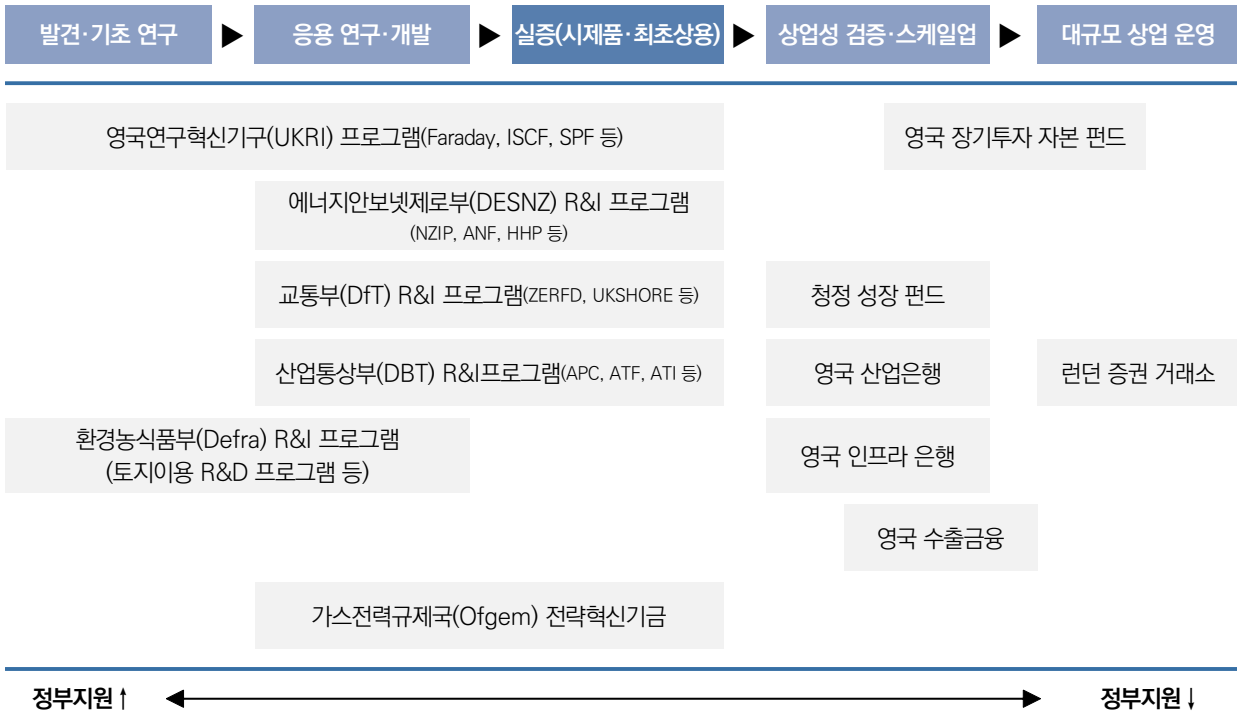 발견·기초 연구 ▶ 응용 연구·개발 ▶ 실증(시제품·최초상용) ▶ 상업성 검증·스케일업 ▶ 대규모 상업 운영
영국연구혁신기구(UKRI) 프로그램(Faraday, ISCF, SPF 등)
영국 장기투자 자본 펀드
에너지안보넷제로부(DESNZ) R&I 프로그램
(NZIP, ANF, HHP 등)
교통부(DfT) R&I 프로그램(ZERFD, UKSHORE 등)
청정 성장 펀드
산업통상부(DBT) R&I프로그램(APC, ATF, ATI 등)
영국 산업은행
런던 증권 거래소
환경농식품부(Defra) R&I 프로그램
(토지이용 R&D 프로그램 등)
영국 인프라 은행
영국 수출금융
가스전력규제국(Ofgem) 전략혁신기금
정부지원↑
정부지원↓